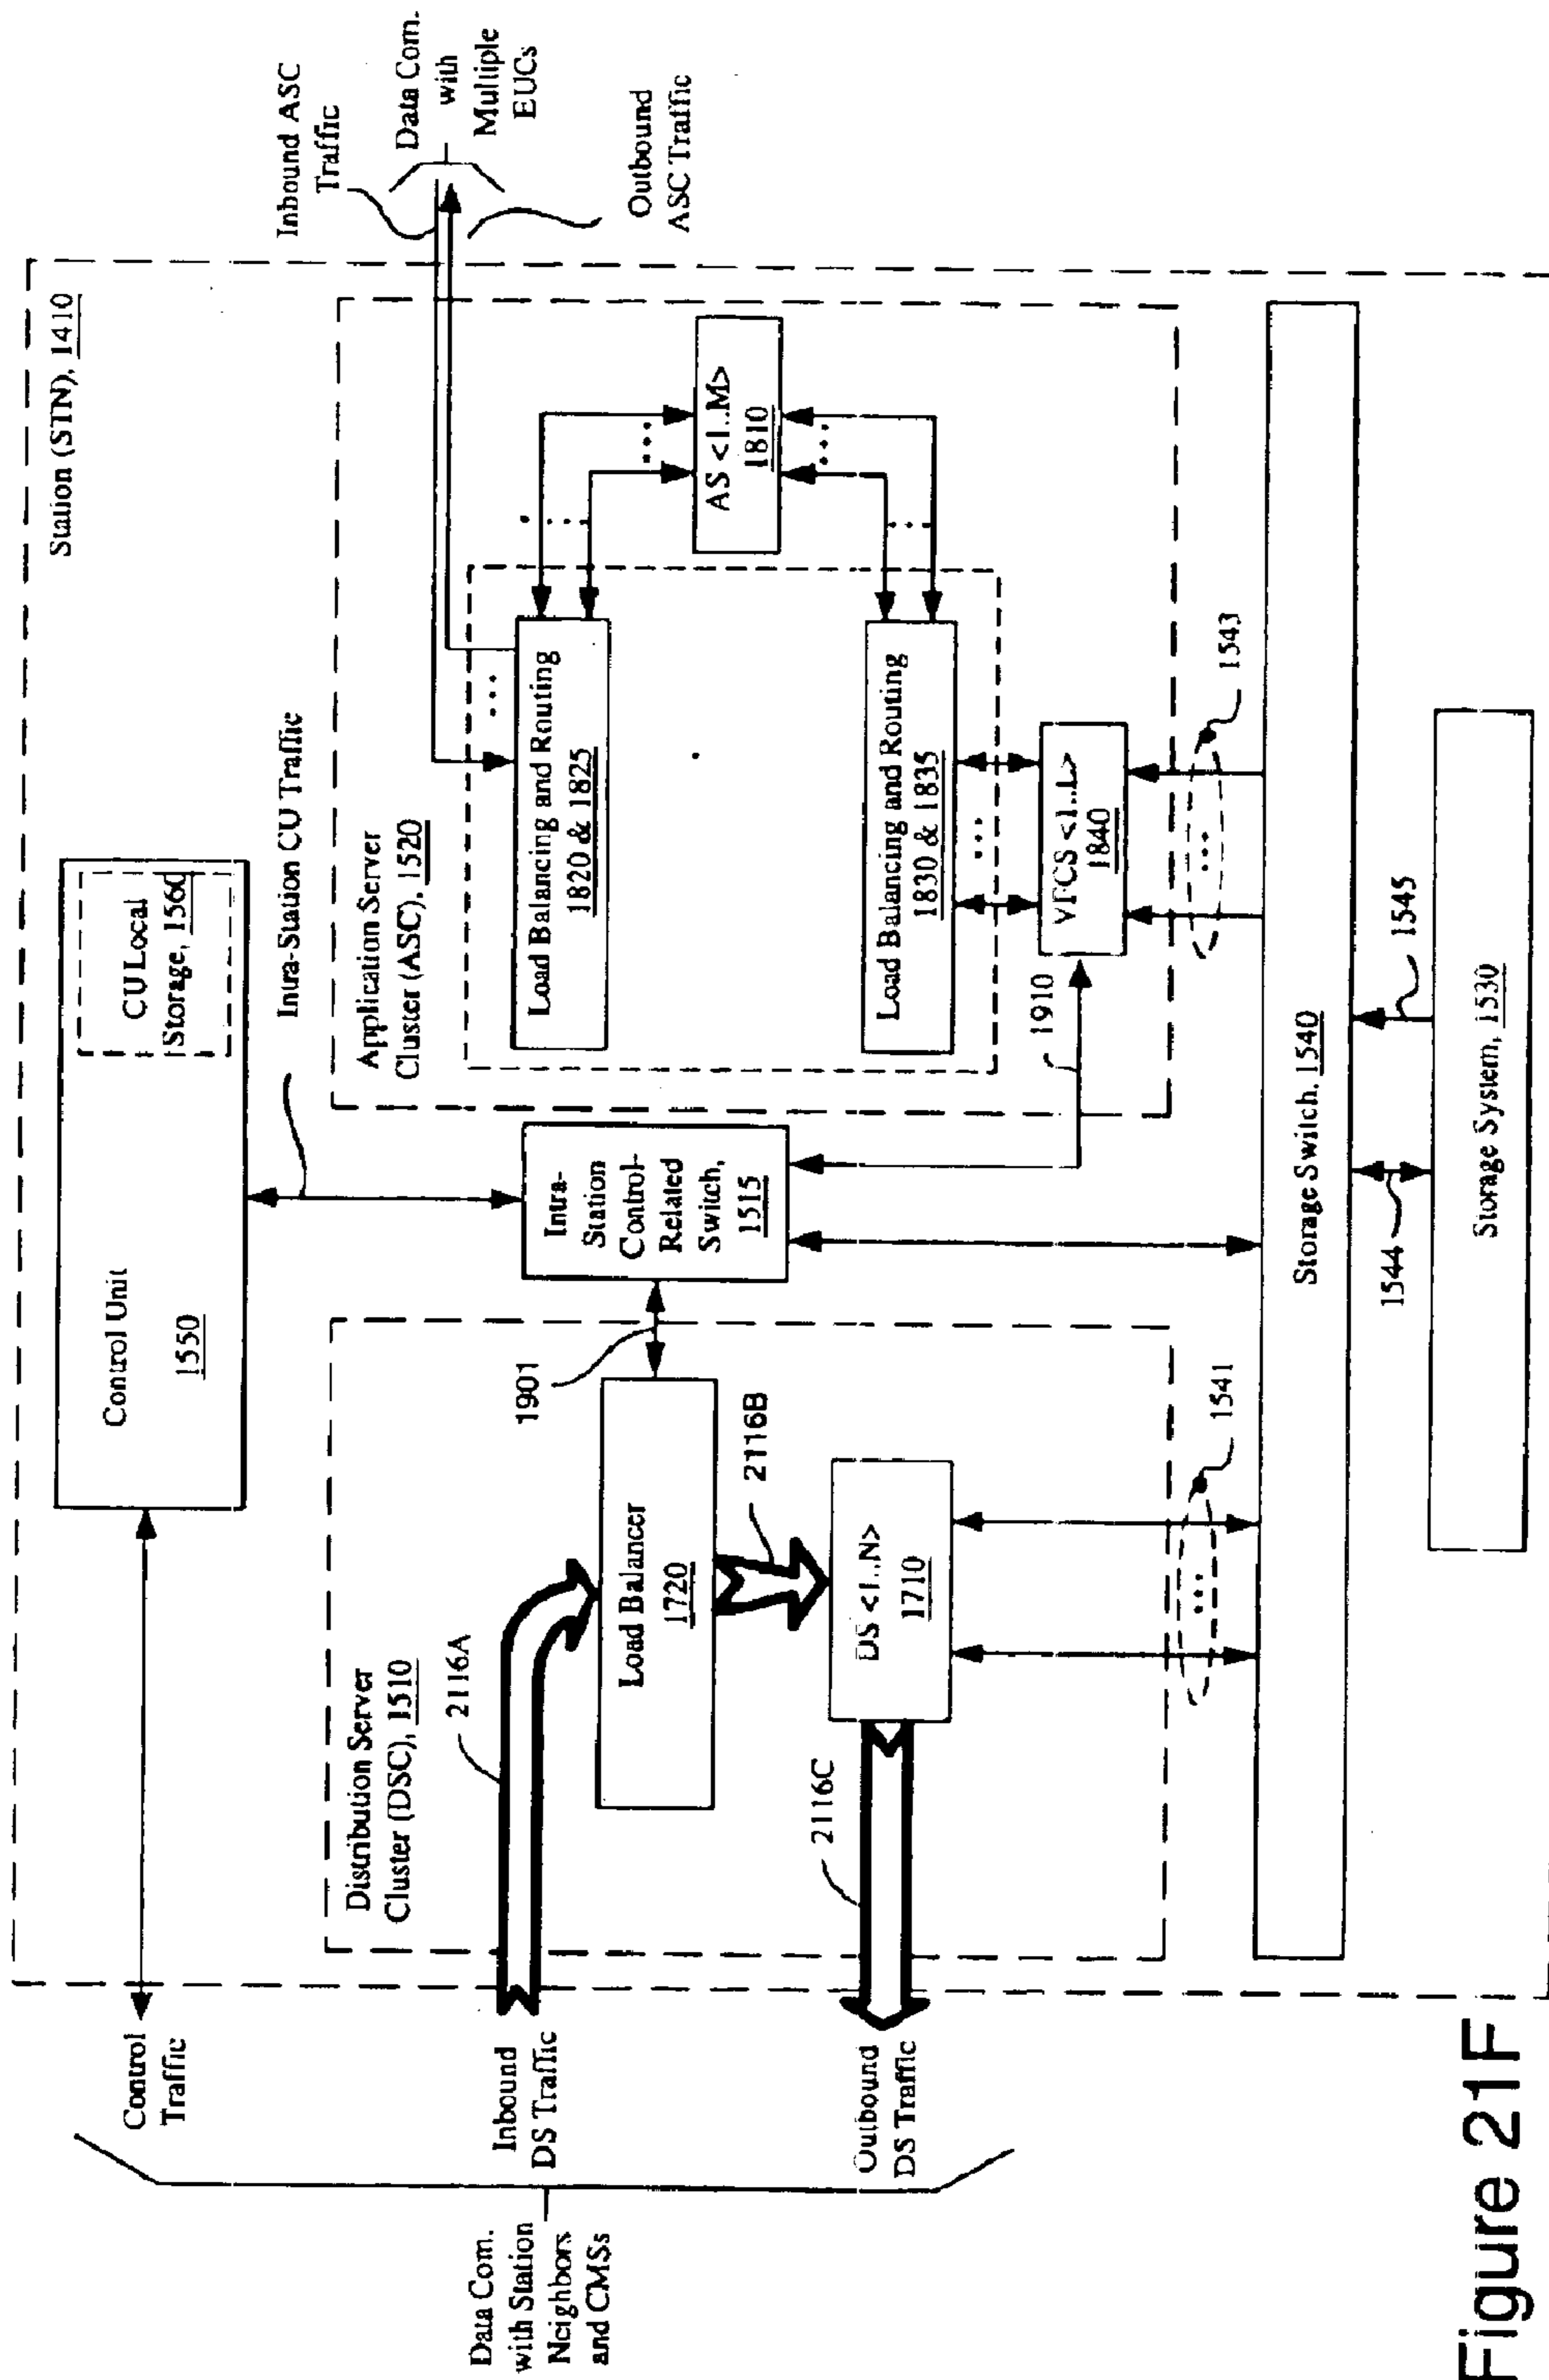 Station (STN), 1410
Control Unit
1550
CU Local
Storage, 1560
Control
Traffic
Intra-Station CU Traffic
Inbound ASC
Traffic
Data Com.
with
Multiple
EUCs
Outbound
ASC Traffic
Data Com.
with Station
Neighbors
and CMSs
Inbound
DS Traffic
Outbound
DS Traffic
Distribution Server
Cluster (DSC), 1510
2116A
Load Balancer
1720
1901
2116B
DS <1..N>
1710
2116C
1541
...
Intra-
Station
Control-
Related
Switch,
1515
Application Server
Cluster (ASC), 1520
...
Load Balancing and Routing
1820 & 1825
...
AS <1..M>
1810
...
Load Balancing and Routing
1830 & 1835
...
VFCS <1..L>
1840
1910
1543
...
Storage Switch, 1540
1544
1545
Storage System, 1530
Figure 21F